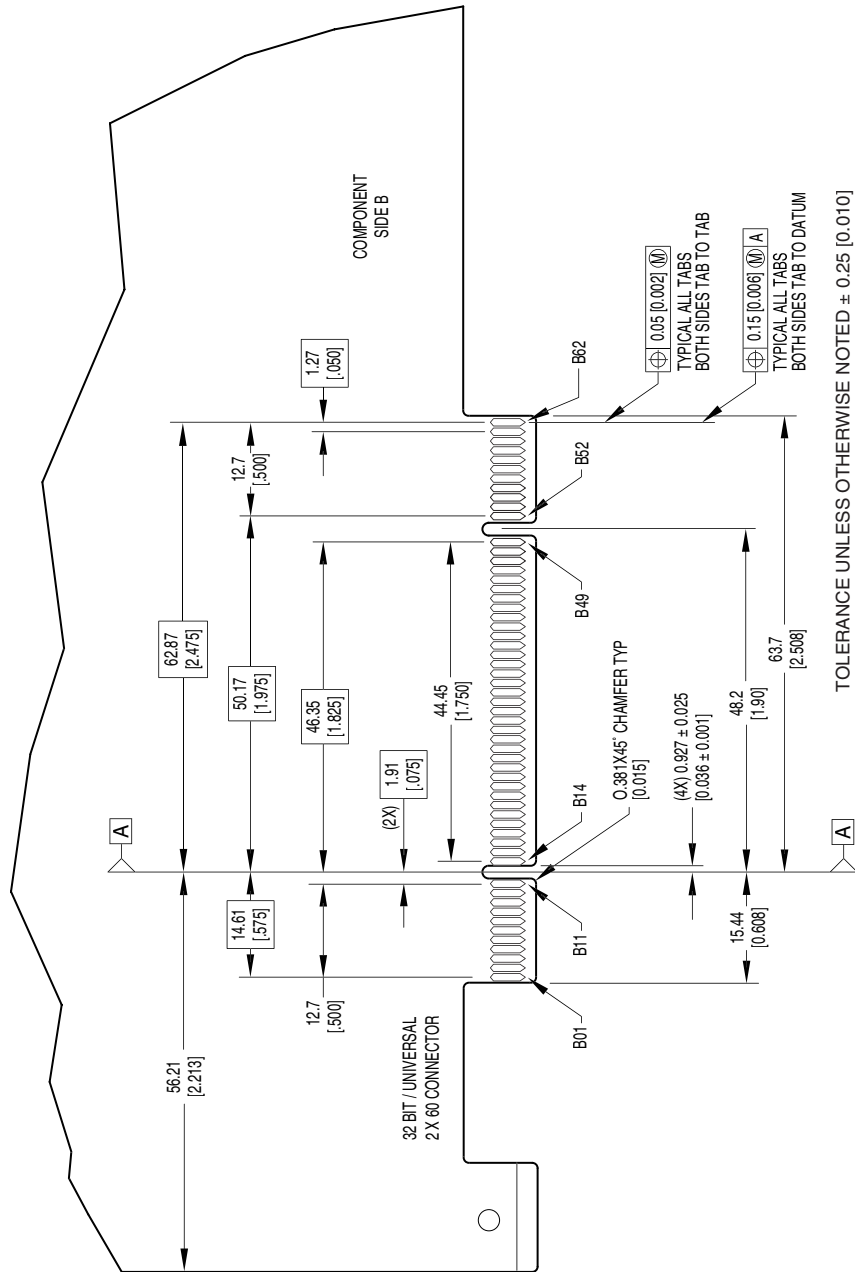 COMPONENT
SIDE B
1.27
[.050]
62.87
[2.475]
12.7
[.500]
50.17
[1.975]
46.35
[1.825]
44.45
[1.750]
(2X)
1.91
[.075]
A
14.61
[.575]
12.7
[.500]
56.21
[2.213]
32 BIT / UNIVERSAL
2 X 60 CONNECTOR
B01
B11
B14
B49
B52
B62
O.381X45° CHAMFER TYP
[0.015]
(4X) 0.927 ± 0.025
[0.036 ± 0.001]
15.44
[0.608]
48.2
[1.90]
63.7
[2.508]
A
⌖ 0.05 [0.002] Ⓜ
TYPICAL ALL TABS
BOTH SIDES TAB TO TAB
⌖ 0.15 [0.006] Ⓜ A
TYPICAL ALL TABS
BOTH SIDES TAB TO DATUM
TOLERANCE UNLESS OTHERWISE NOTED ± 0.25 [0.010]